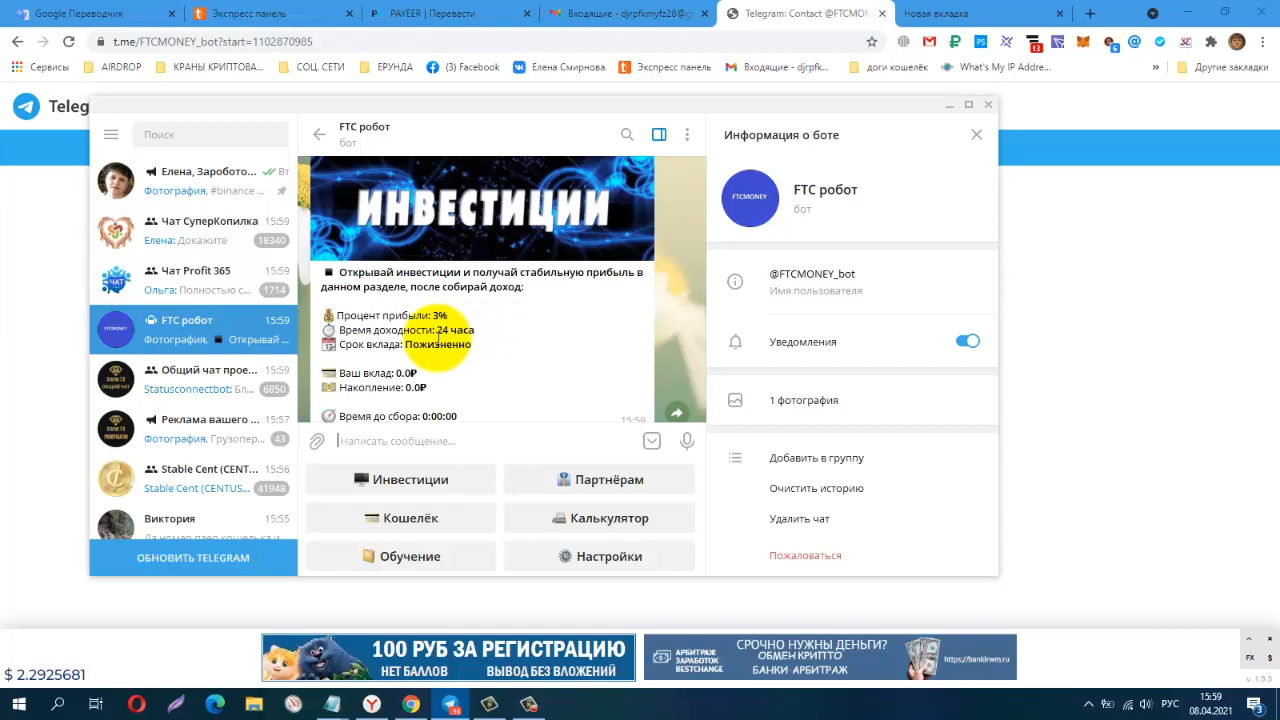 Google Переводчик
Экспресс панель
PAYEER | Перевести
Входящие - djrpfkmyfz28@g
Telegram: Contact @FTCMON
Новая вкладка
t.me/FTCMONEY_bot?start=1102870985
Сервисы
AIRDROP
КРАНЫ КРИПТОВА...
СОЦ. СЕТИ
ЕРУНДА
(3) Facebook
Елена Смирнова
Экспресс панель
Входящие - djrpfk...
доги кошелёк
What's My IP Addre...
»
Другие закладки
Teleg
Поиск
FTC робот
бот
Информация о боте
Елена, Заробото...
Вт
Фотография, #binance ...
Чат СуперКопилка
15:59
Елена: Докажите
18340
Чат Profit 365
15:59
Ольга: Полностью с...
1714
FTC робот
15:59
Фотография, Открывай ...
Общий чат прое...
15:59
Statusconnectbot: Бл...
6850
Реклама вашего ...
15:57
Фотография, Грузопер...
43
Stable Cent (CENT...
15:56
Stable Cent (CENTUS...
41948
Виктория
15:55
ОБНОВИТЬ TELEGRAM
ИНВЕСТИЦИИ
Открывай инвестиции и получай стабильную прибыль в
данном разделе, после собирай доход:
Процент прибыли: 3%
Время доходности: 24 часа
Срок вклада: Пожизненно
Ваш вклад: 0.0₽
Накопление: 0.0₽
Время до сбора: 0:00:00
15:59
Написать сообщение...
Инвестиции
Партнёрам
Кошелёк
Калькулятор
Обучение
Настройки
FTCMONEY
FTC робот
бот
@FTCMONEY_bot
Имя пользователя
Уведомления
1 фотография
Добавить в группу
Очистить историю
Удалить чат
Пожаловаться
$ 2.2925681
100 РУБ ЗА РЕГИСТРАЦИЮ
НЕТ БАЛЛОВ
ВЫВОД БЕЗ ВЛОЖЕНИЙ
АРБИТРАЖ
ЗАРАБОТОК
BESTCHANGE
СРОЧНО НУЖНЫ ДЕНЬГИ?
ОБМЕН КРИПТО
БАНКИ-АРБИТРАЖ
https://bankirwm.ru
FX
$
v. 1.5.3
РУС
15:59
08.04.2021